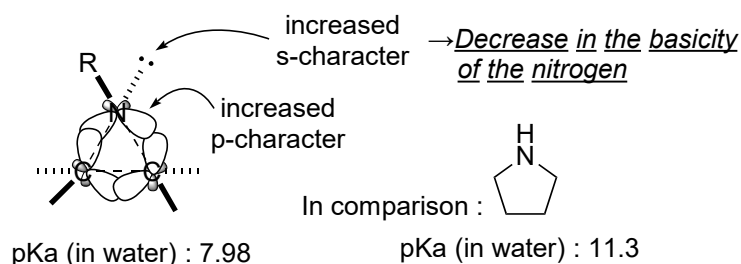 increased
s-character
→Decrease in the basicity
of the nitrogen
R
N
increased
p-character
C
C
H
N
In comparison :
pKa (in water) : 7.98
pKa (in water) : 11.3